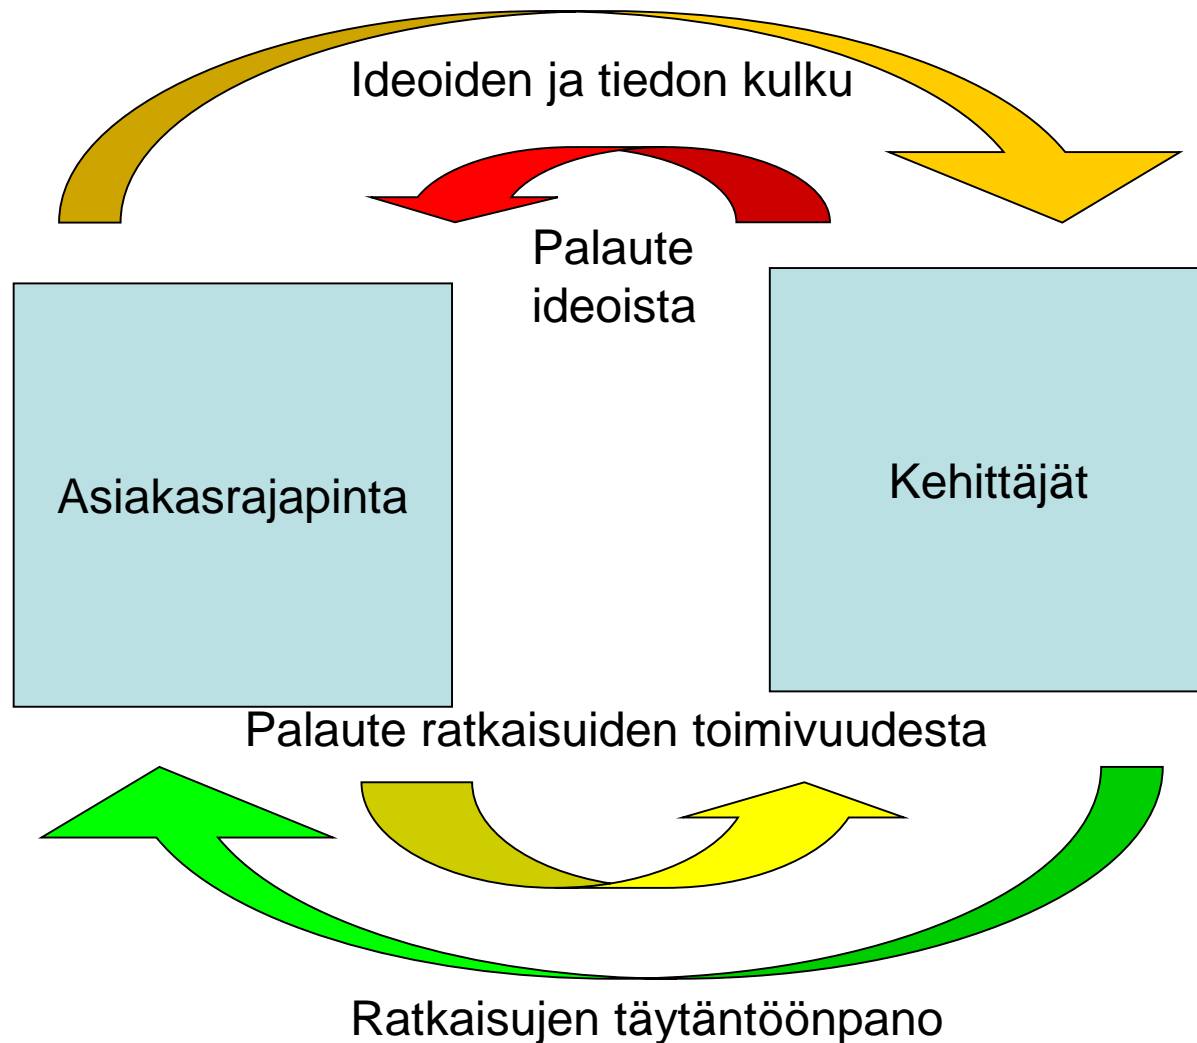 Ideoiden ja tiedon kulku
Palaute
ideoista
Asiakasrajapinta
Kehittäjät
Palaute ratkaisuiden toimivuudesta
Ratkaisujen täytäntöönpano